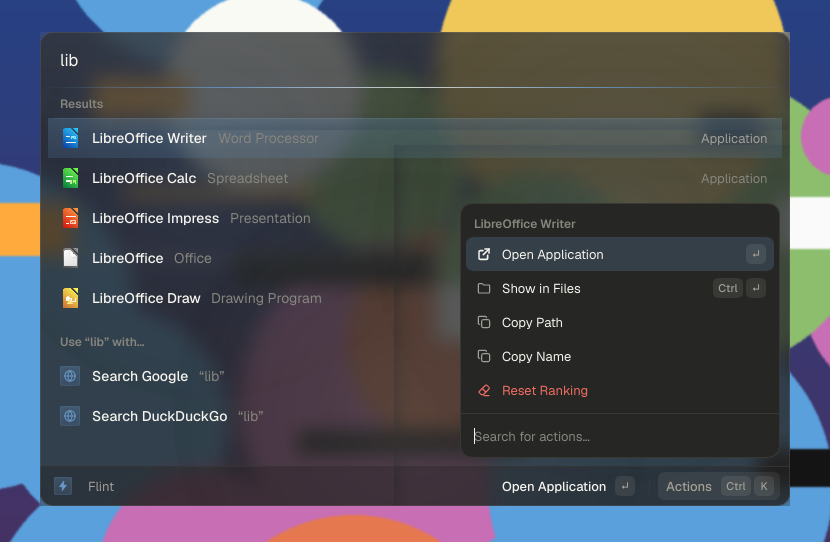 lib
Results
LibreOffice Writer Word Processor Application
LibreOffice Calc Spreadsheet Application
LibreOffice Impress Presentation
LibreOffice Office
LibreOffice Draw Drawing Program
Use “lib” with...
Search Google “lib”
Search DuckDuckGo “lib”
LibreOffice Writer
Open Application ↵
Show in Files Ctrl ↵
Copy Path
Copy Name
Reset Ranking
Search for actions...
Flint Open Application ↵ Actions Ctrl K